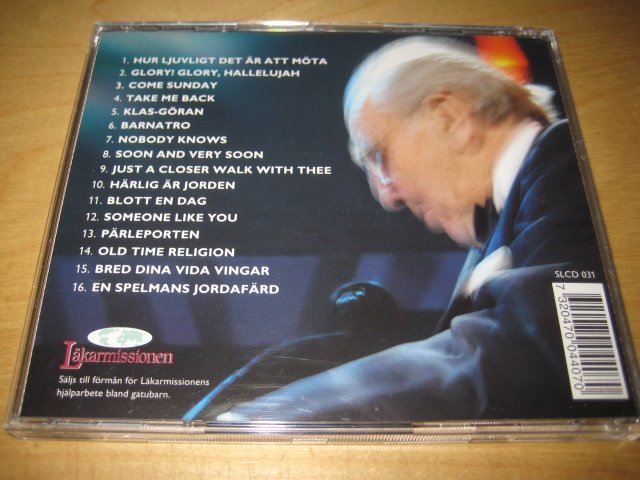 1. HUR LJUVLIGT DET ÄR ATT MÖTA
2. GLORY! GLORY, HALLELUJAH
3. COME SUNDAY
4. TAKE ME BACK
5. KLAS-GÖRAN
6. BARNATRO
7. NOBODY KNOWS
8. SOON AND VERY SOON
9. JUST A CLOSER WALK WITH THEE
10. HÄRLIG ÄR JORDEN
11. BLOTT EN DAG
12. SOMEONE LIKE YOU
13. PÄRLEPORTEN
14. OLD TIME RELIGION
15. BRED DINA VIDA VINGAR
16. EN SPELMANS JORDAFÄRD
SLCD 031
7 320470 044070
Läkarmissionen
Säljs till förmån för Läkarmissionens
hjälparbete bland gatubarn.